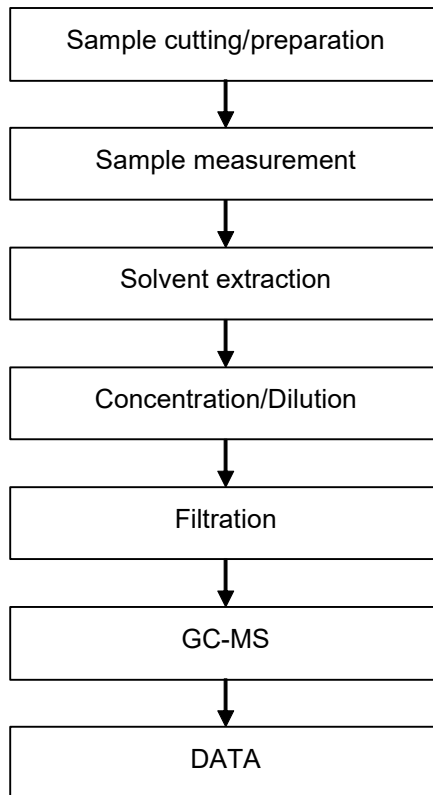 Sample cutting/preparation
Sample measurement
Solvent extraction
Concentration/Dilution
Filtration
GC-MS
DATA